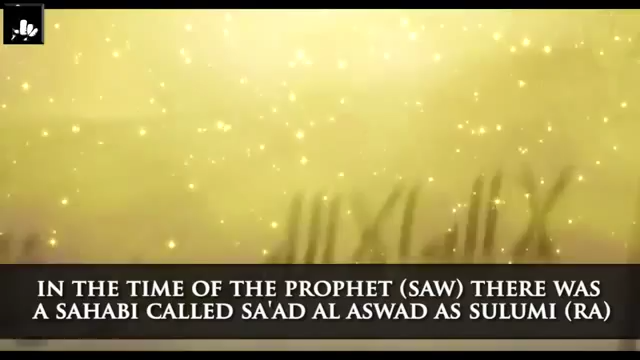 IN THE TIME OF THE PROPHET (SAW) THERE WAS
A SAHABI CALLED SA'AD AL ASWAD AS SULUMI (RA)